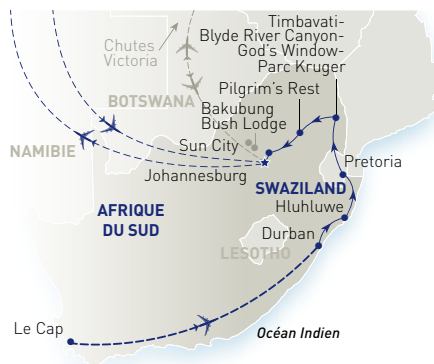 Timbavati-
Blyde River Canyon-
God's Window-
Parc Kruger
Chutes
Victoria
Pilgrim's Rest
BOTSWANA
Bakubung
Bush Lodge
NAMIBIE
Sun City
Pretoria
Johannesburg
SWAZILAND
AFRIQUE
DU SUD
Hluhluwe
Durban
LESOTHO
Le Cap
Océan Indien